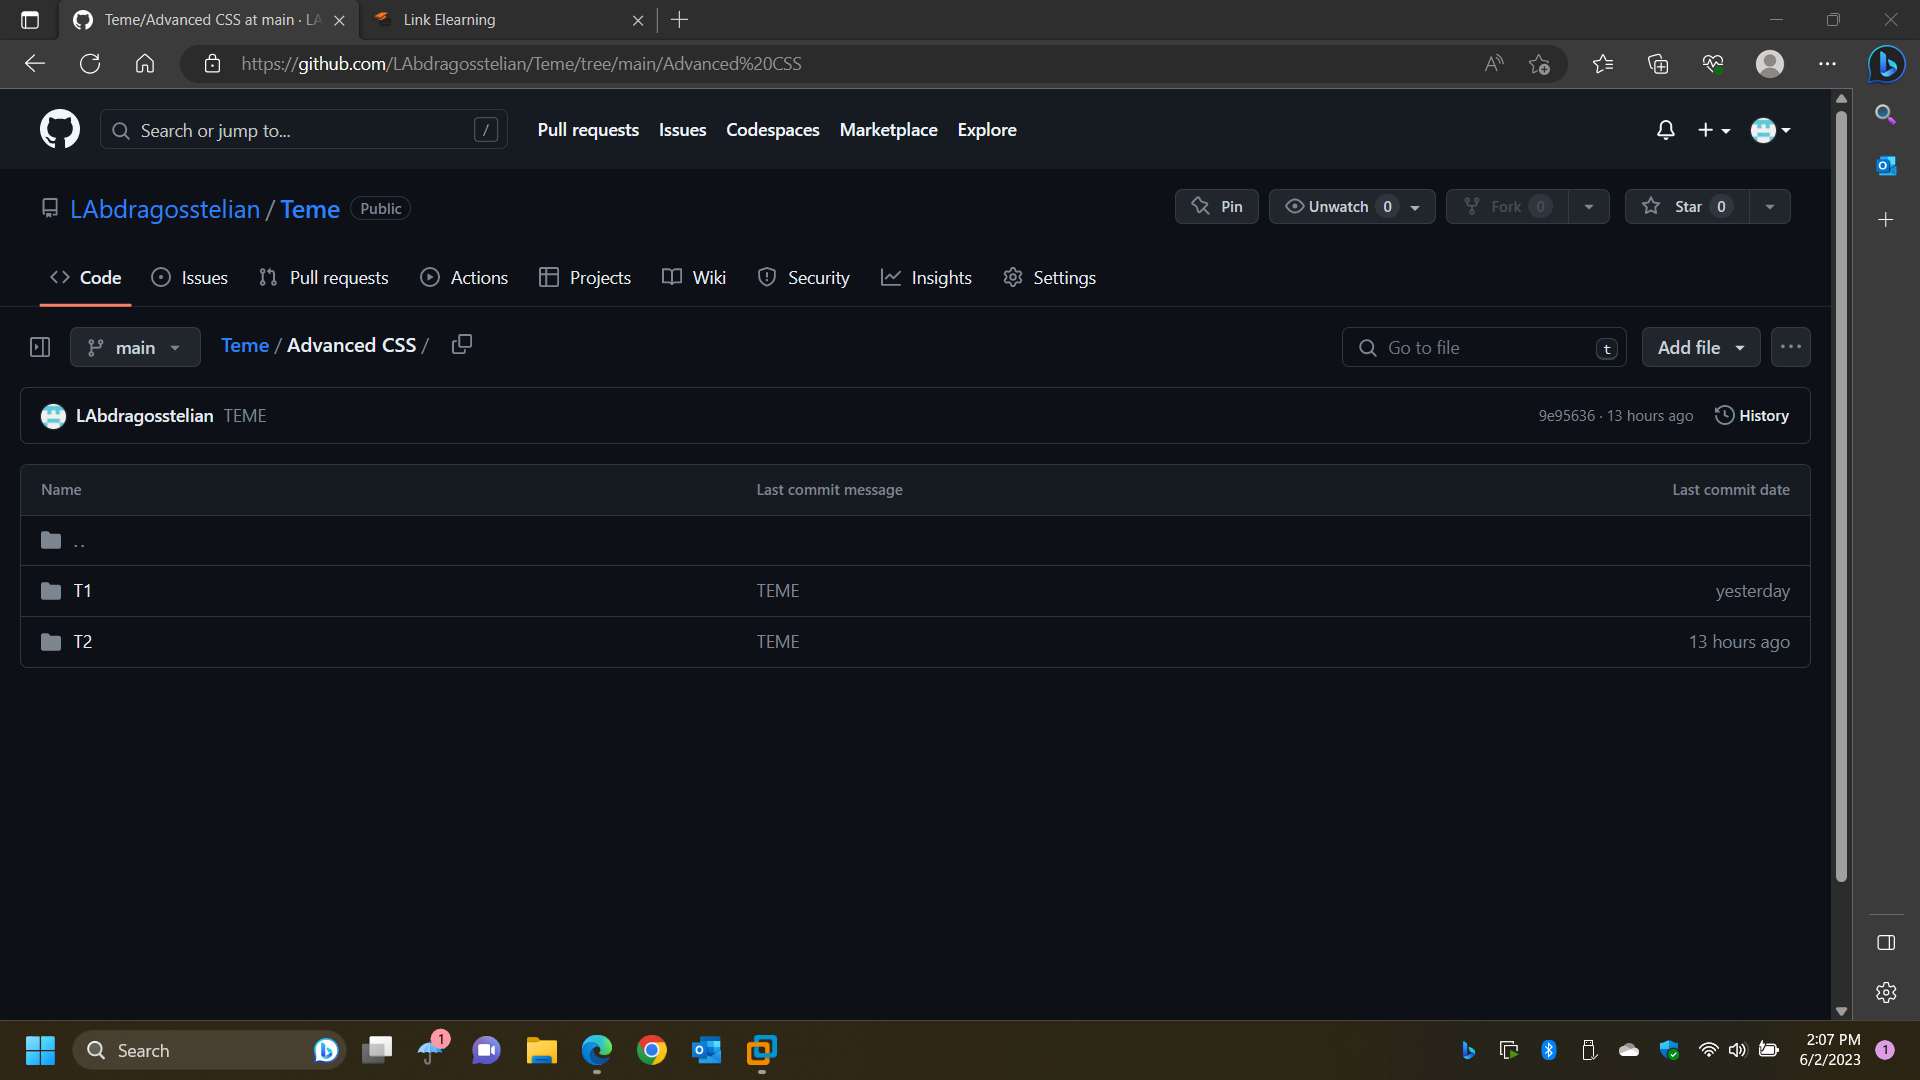 Teme/Advanced CSS at main · LA
Link Elearning
https://github.com/LAbdragosstelian/Teme/tree/main/Advanced%20CSS
Search or jump to...
/
Pull requests
Issues
Codespaces
Marketplace
Explore
LAbdragosstelian / Teme
Public
Pin
Unwatch 0
Fork 0
Star 0
Code
Issues
Pull requests
Actions
Projects
Wiki
Security
Insights
Settings
main
Teme / Advanced CSS /
Go to file
t
Add file
LAbdragosstelian TEME
9e95636 · 13 hours ago
History
Name
Last commit message
Last commit date
..
T1
TEME
yesterday
T2
TEME
13 hours ago
Search
1
2:07 PM
6/2/2023
1